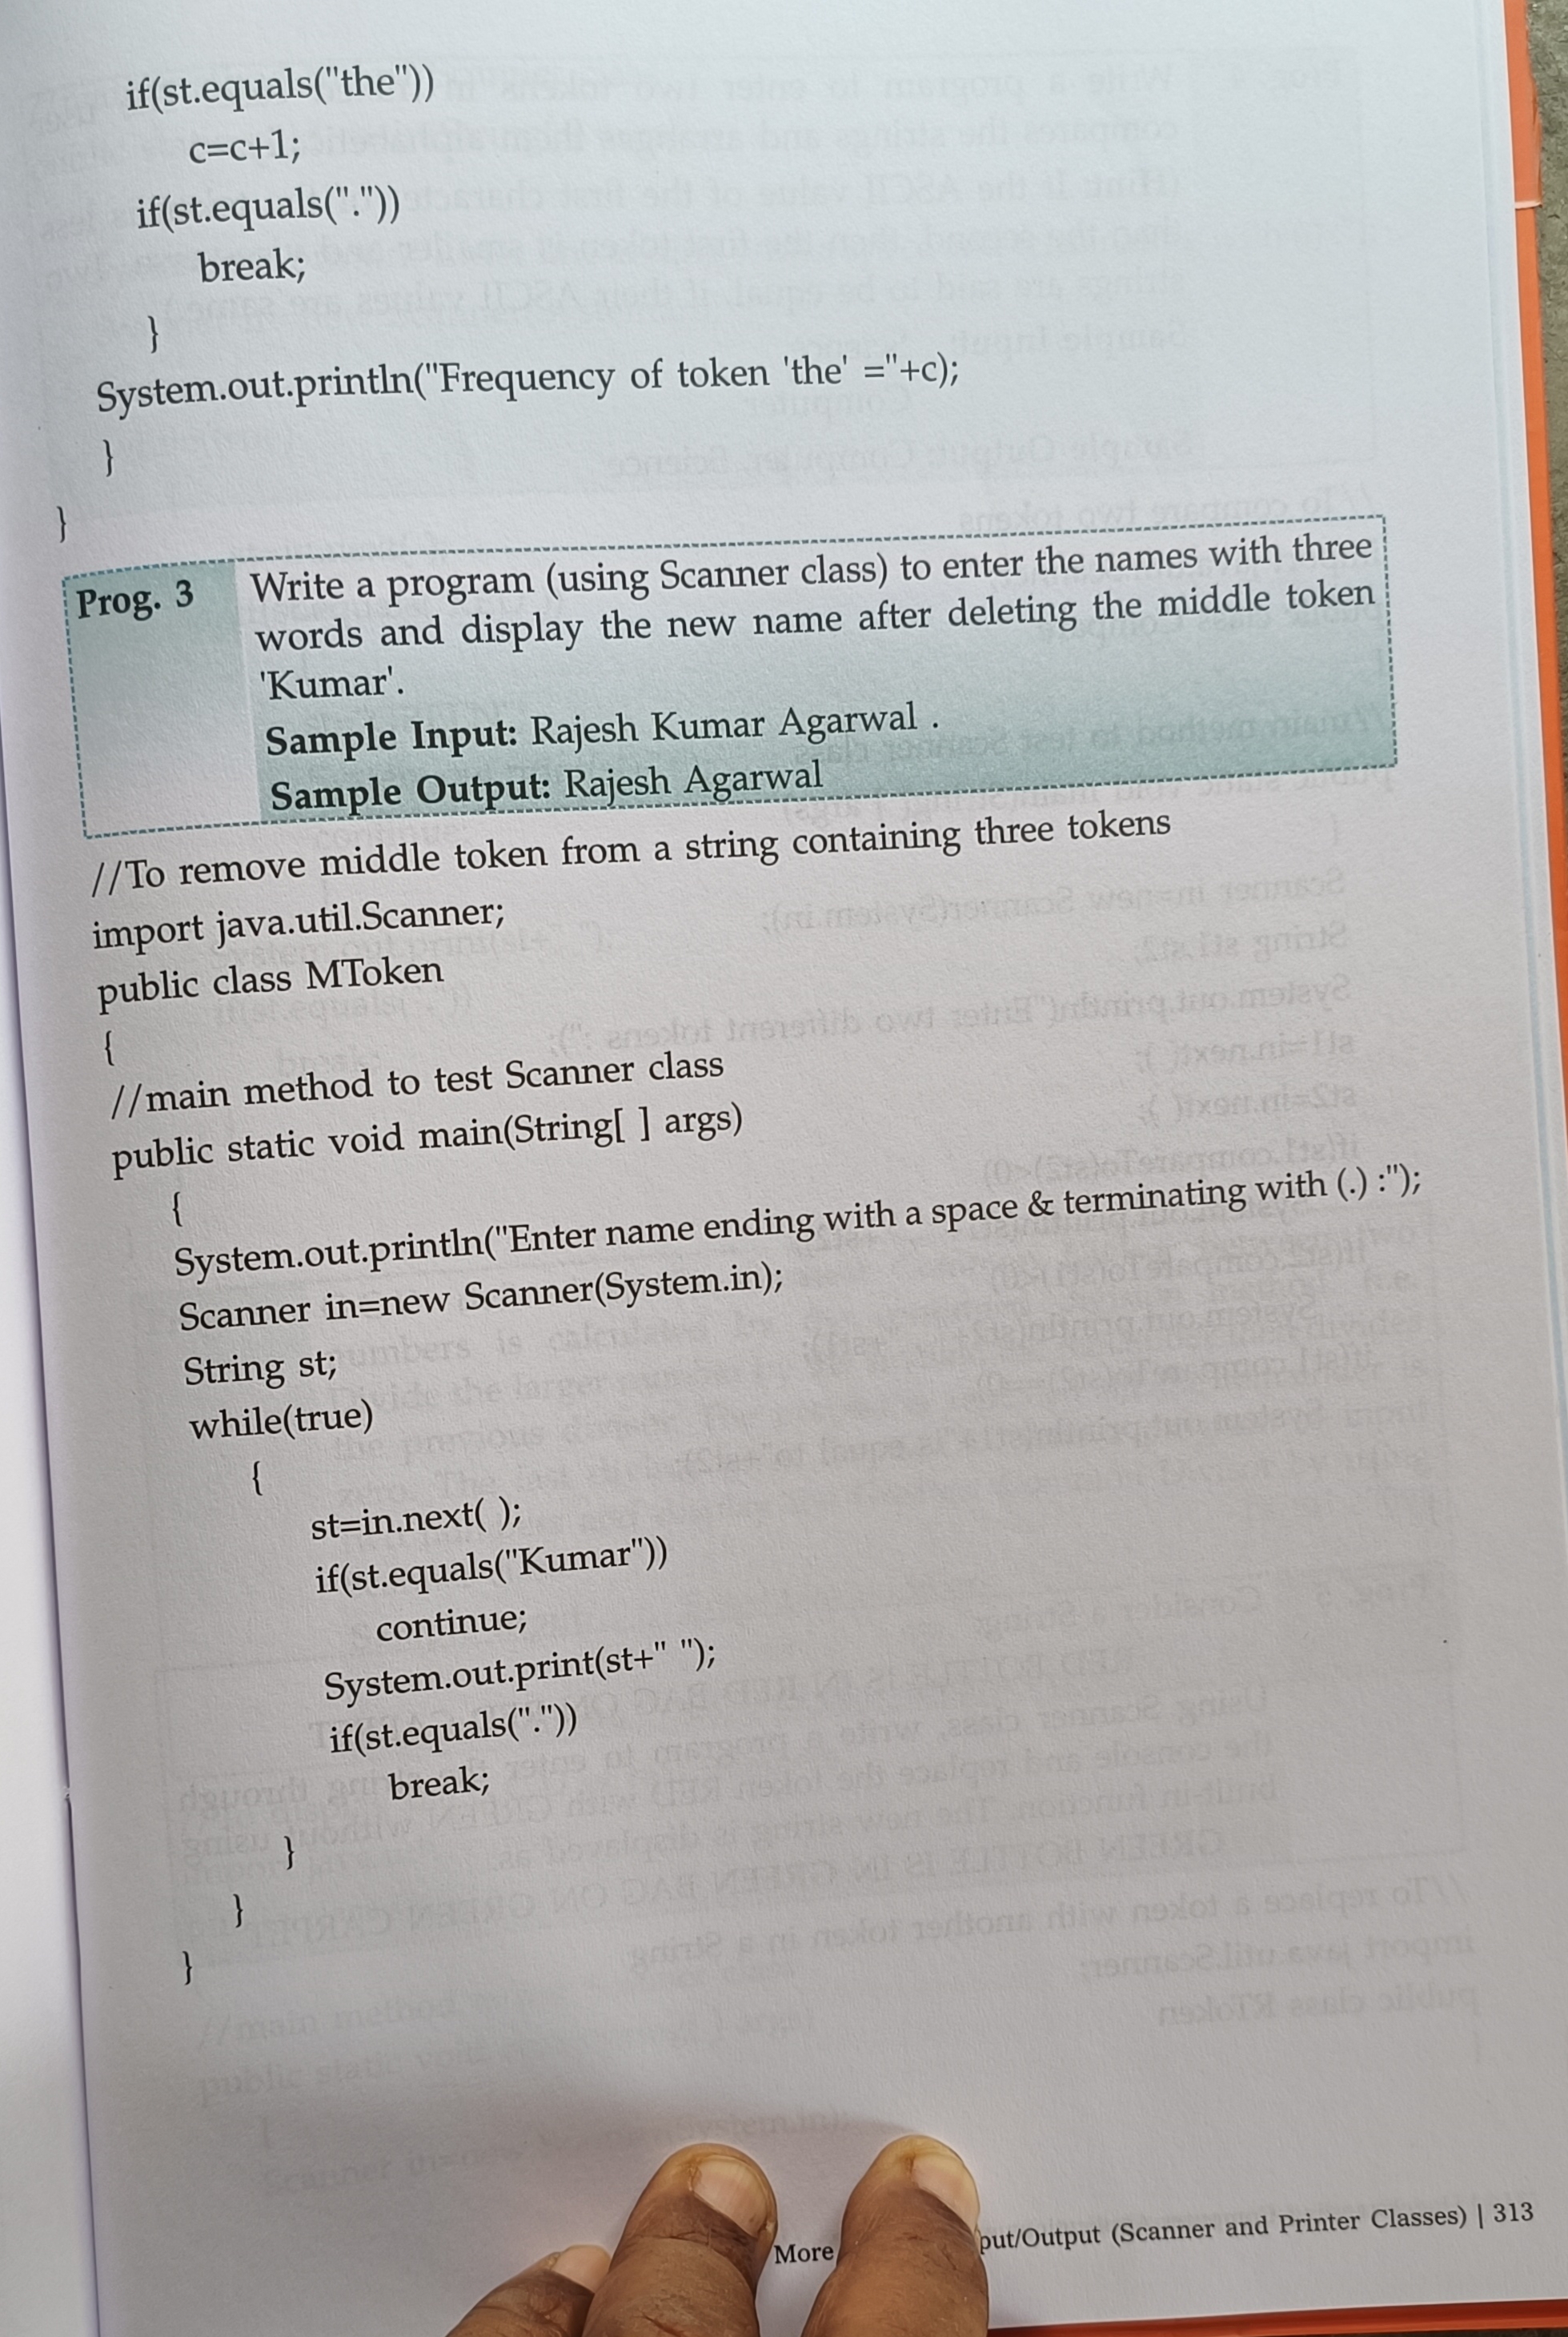 if(st.equals("the"))
c=c+1;
if(st.equals("."))
break;
}
System.out.println("Frequency of token 'the' ="+c);
}
}
Prog. 3 Write a program (using Scanner class) to enter the names with three
words and display the new name after deleting the middle token
'Kumar'.
Sample Input: Rajesh Kumar Agarwal .
Sample Output: Rajesh Agarwal
//To remove middle token from a string containing three tokens
import java.util.Scanner;
public class MToken
{
//main method to test Scanner class
public static void main(String[ ] args)
{
System.out.println("Enter name ending with a space & terminating with (.) :");
Scanner in=new Scanner(System.in);
String st;
while(true)
{
st=in.next( );
if(st.equals("Kumar"))
continue;
System.out.print(st+" ");
if(st.equals("."))
break;
}
}
}
More put/Output (Scanner and Printer Classes) | 313